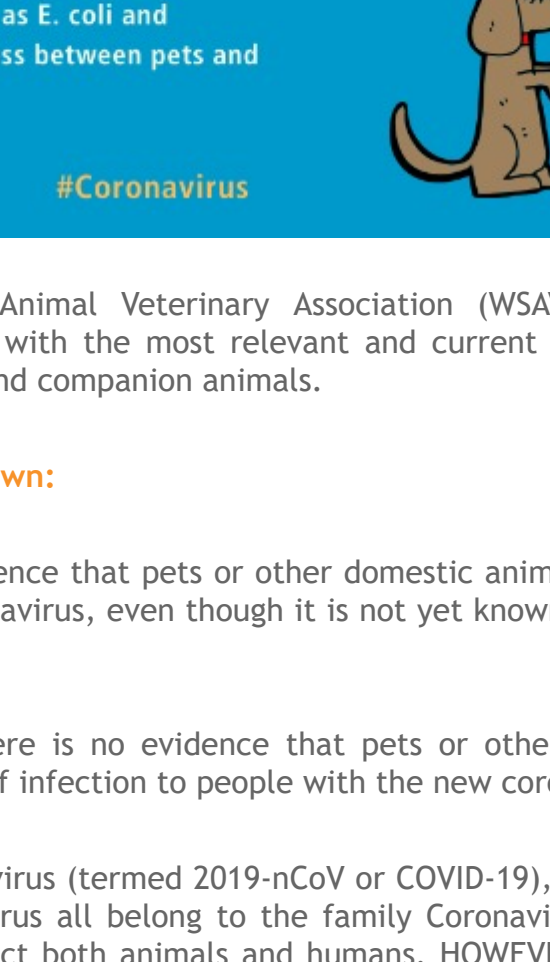 as E. coli and
ss between pets and
#Coronavirus
Animal Veterinary Association (WSAV
with the most relevant and current
nd companion animals.
wn:
ence that pets or other domestic anim
avirus, even though it is not yet know
ere is no evidence that pets or othe
f infection to people with the new coro
virus (termed 2019-nCoV or COVID-19),
rus all belong to the family Coronavi
ct both animals and humans. HOWEVE